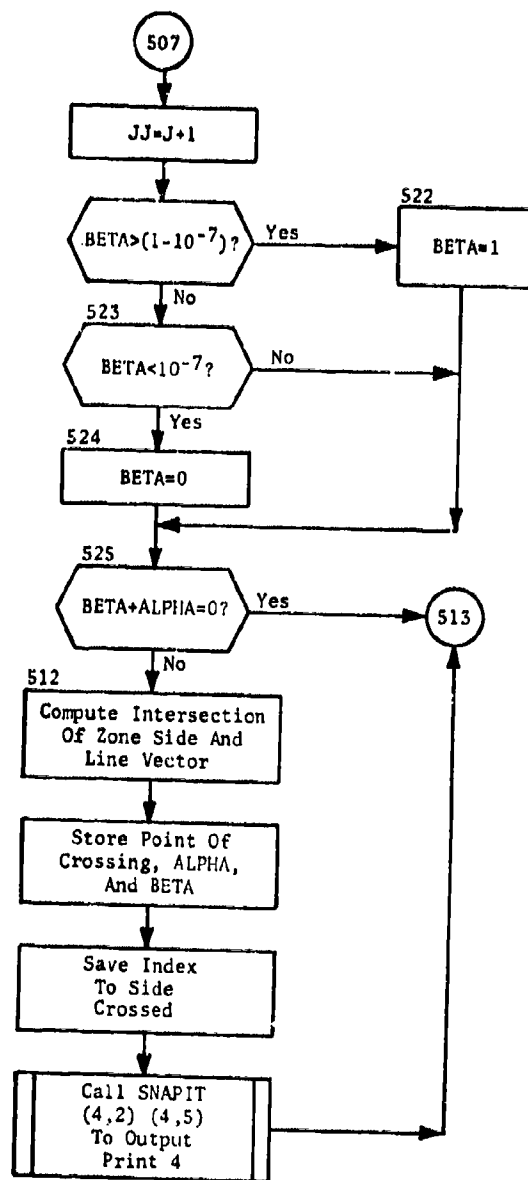 507
JJ=J+1
522
BETA>(1-10⁻⁷)?
Yes
BETA=1
No
523
BETA<10⁻⁷?
No
Yes
524
BETA=0
525
BETA+ALPHA=0?
Yes
513
No
512
Compute Intersection
Of Zone Side And
Line Vector
Store Point Of
Crossing, ALPHA,
And BETA
Save Index
To Side
Crossed
Call SNAPIT
(4,2) (4,5)
To Output
Print 4